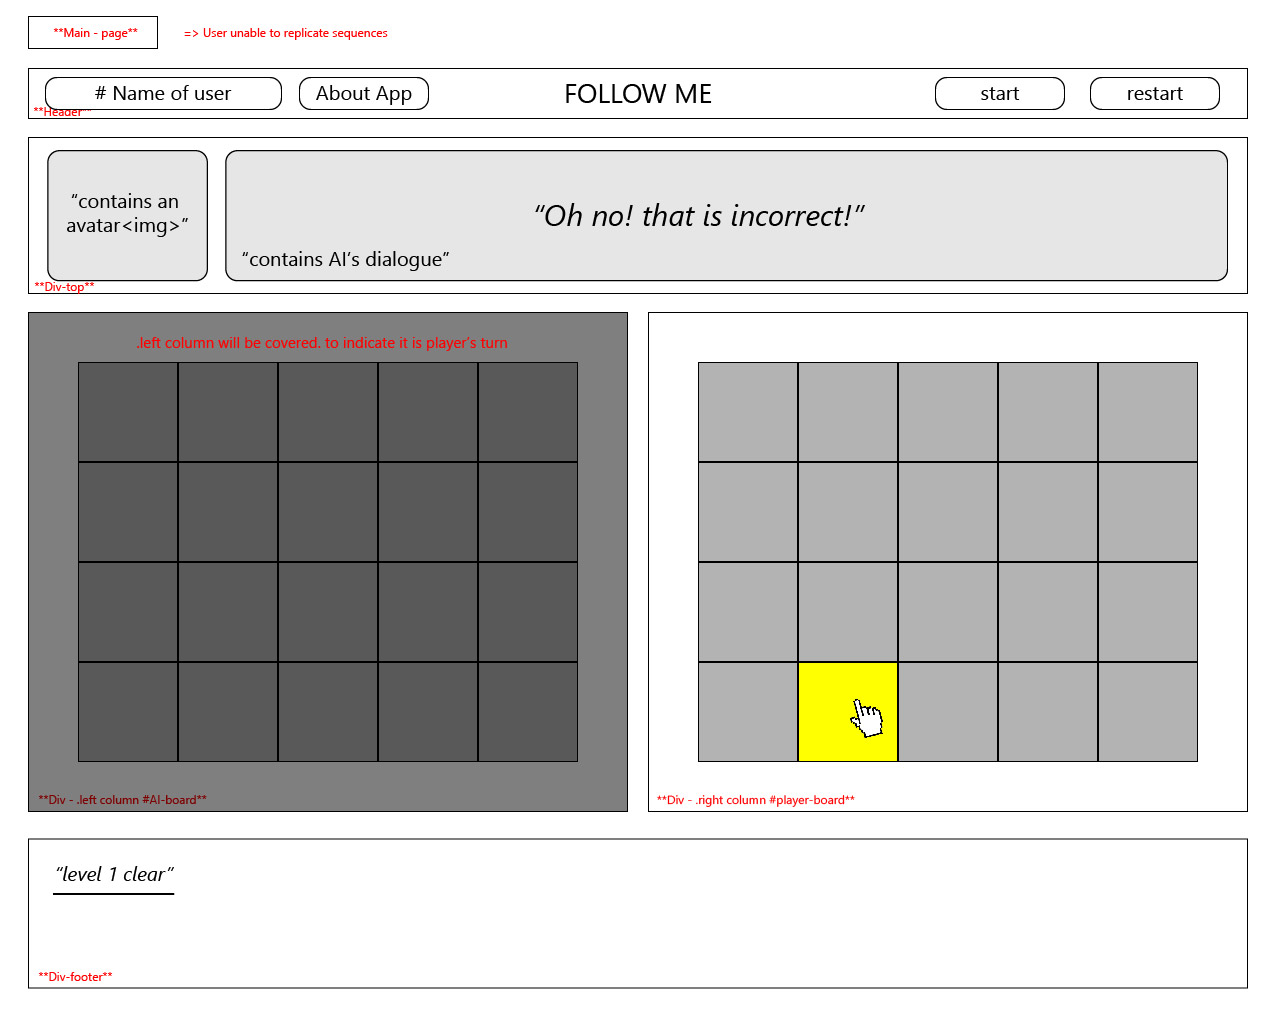 **Main - page**
=> User unable to replicate sequences
# Name of user
About App
FOLLOW ME
start
restart
**Header**
“contains an
avatar<img>”
“Oh no! that is incorrect!”
“contains AI’s dialogue”
**Div-top**
.left column will be covered. to indicate it is player’s turn
**Div - .left column #AI-board**
**Div - .right column #player-board**
“level 1 clear”
**Div-footer**